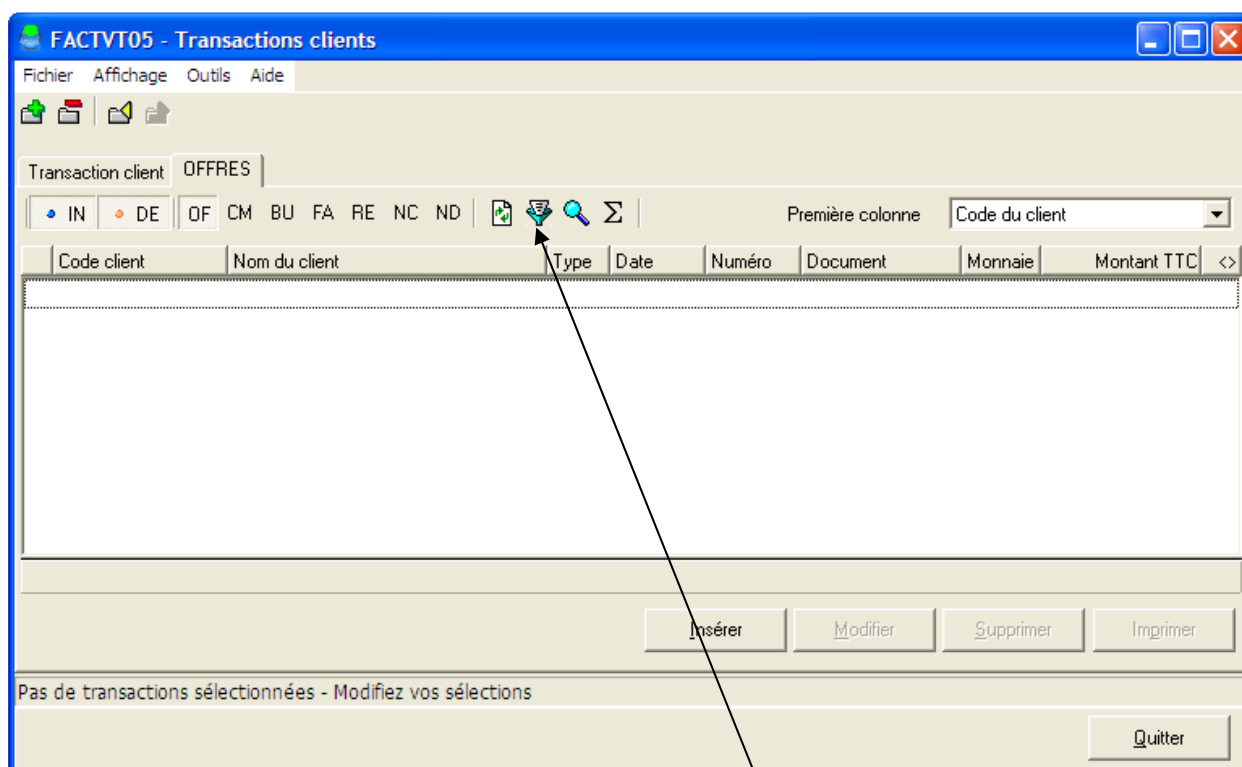 FACTVT05 - Transactions clients
Fichier Affichage Outils Aide
Transaction client OFFRES
IN DE OF CM BU FA RE NC ND Σ Première colonne Code du client
Code client Nom du client Type Date Numéro Document Monnaie Montant TTC <>
Insérer Modifier Supprimer Imprimer
Pas de transactions sélectionnées - Modifiez vos sélections
Quitter